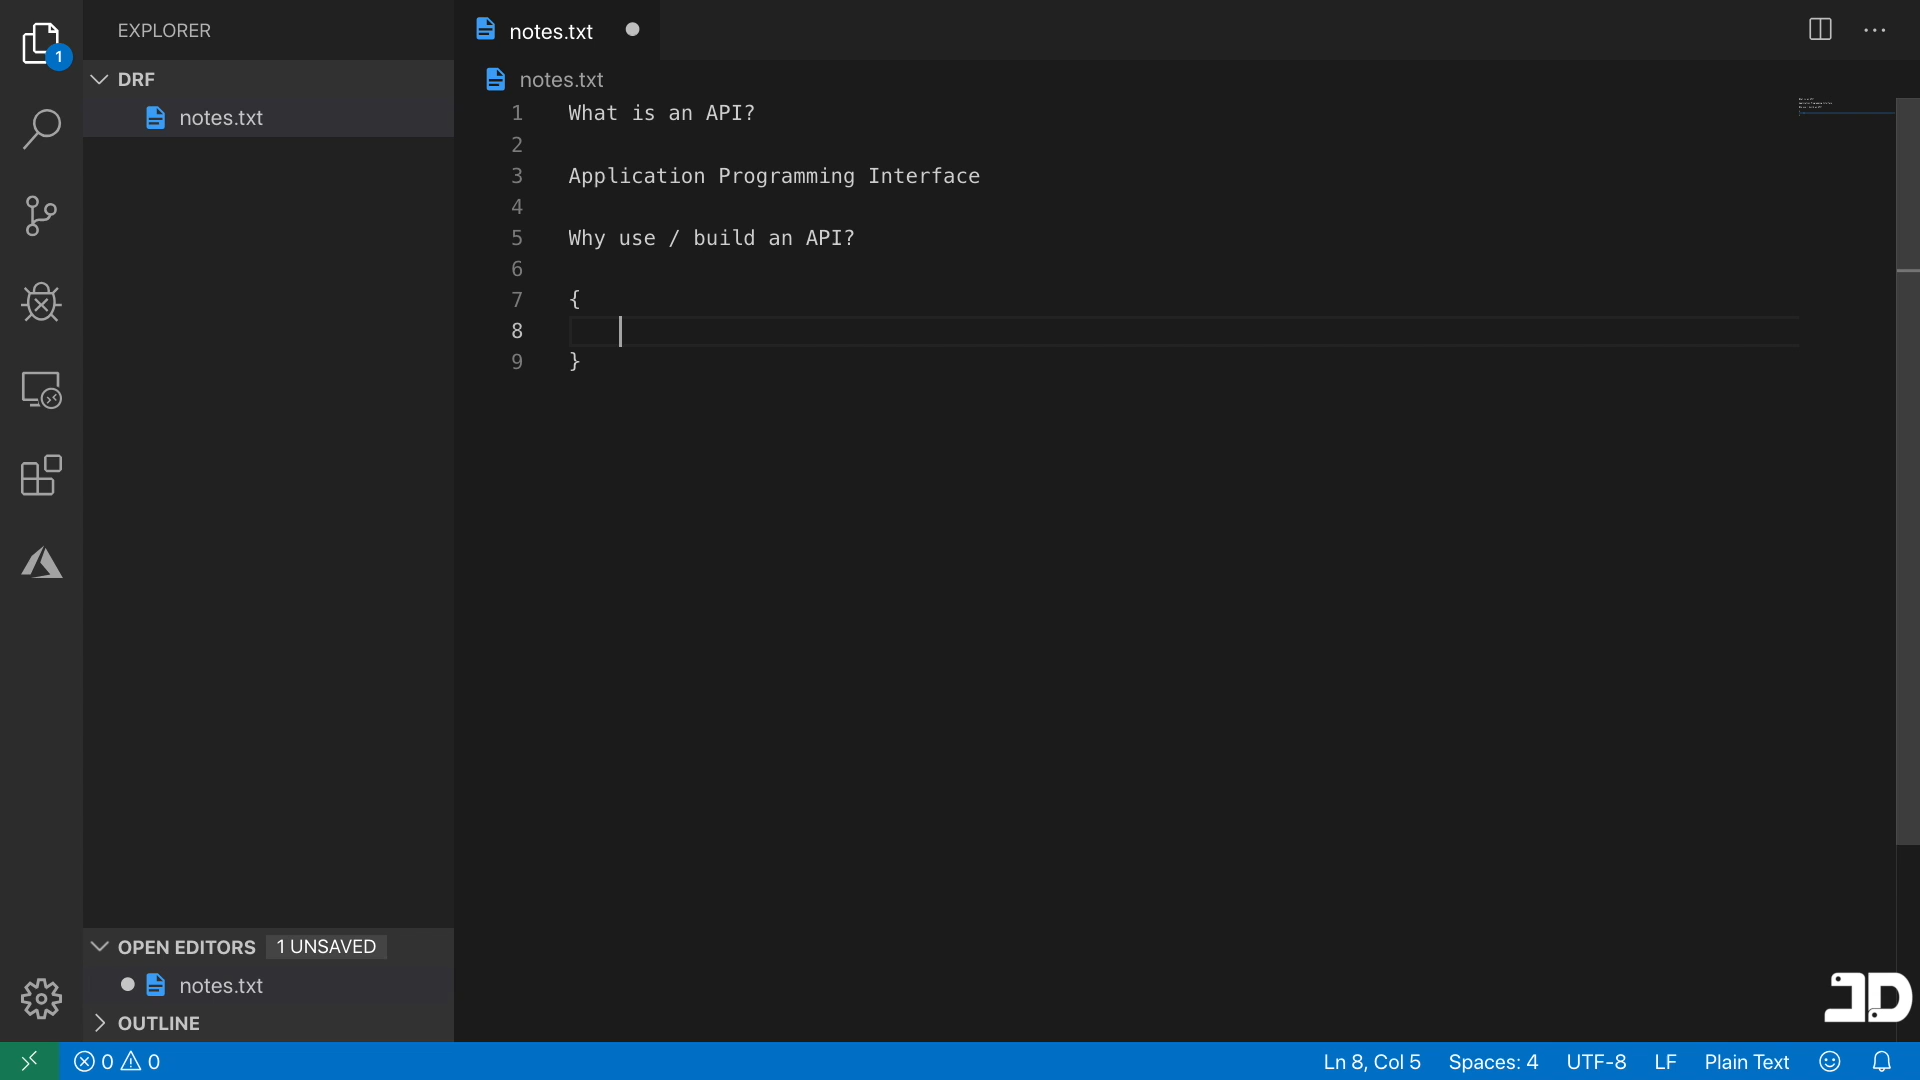 EXPLORER
1
DRF
notes.txt
notes.txt
notes.txt
1 What is an API?
2
3 Application Programming Interface
4
5 Why use / build an API?
6
7 {
8
9 }
OPEN EDITORS 1 UNSAVED
notes.txt
OUTLINE
JD
0 0 Ln 8, Col 5 Spaces: 4 UTF-8 LF Plain Text